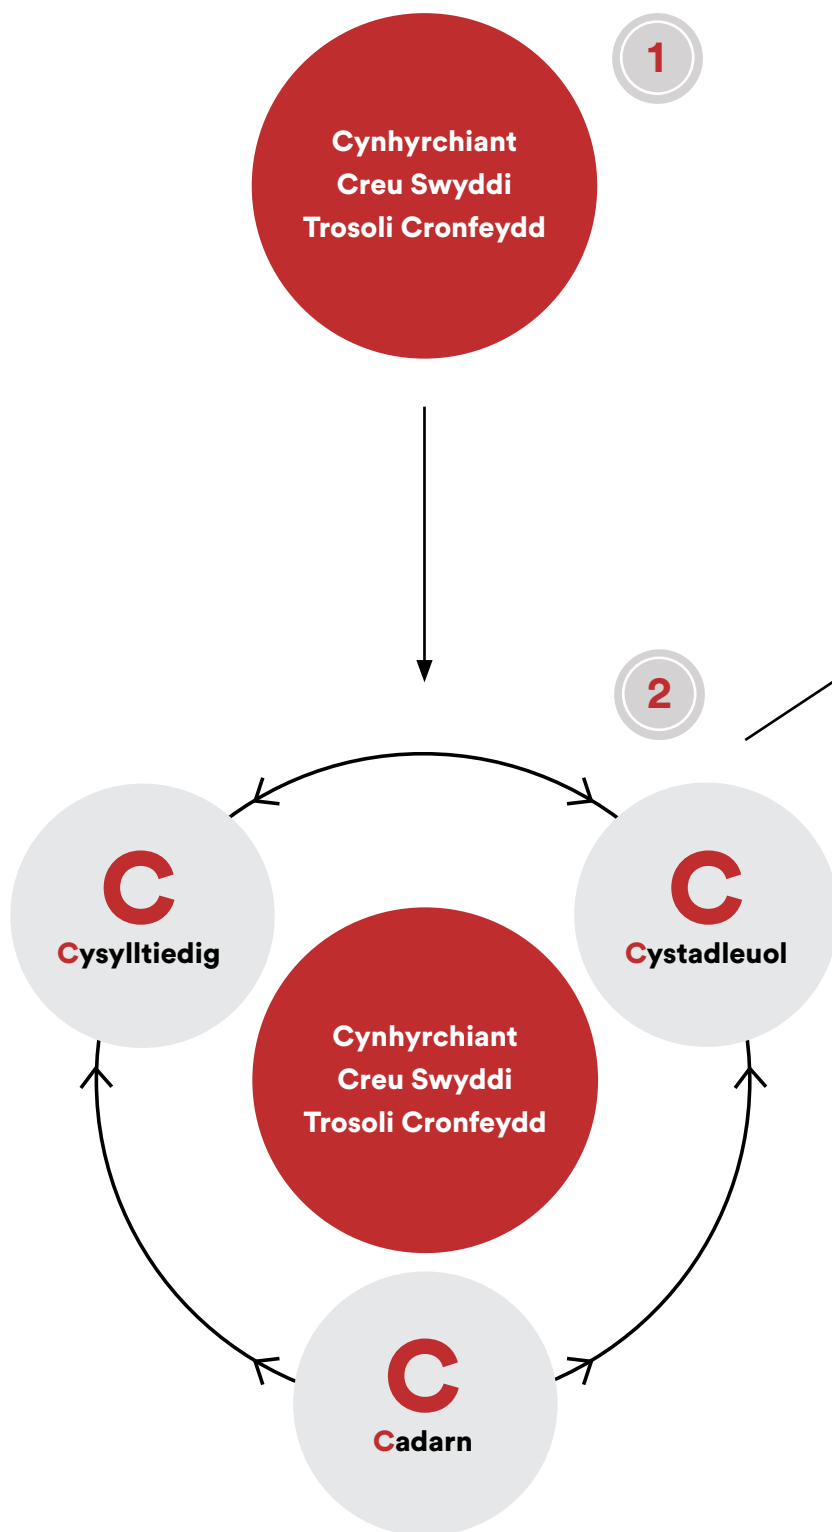 1
Cynhyrchiant
Creu Swyddi
Trosoli Cronfeydd
2
C
Cysylltiedig
C
Cystadleuol
Cynhyrchiant
Creu Swyddi
Trosoli Cronfeydd
C
Cadarn